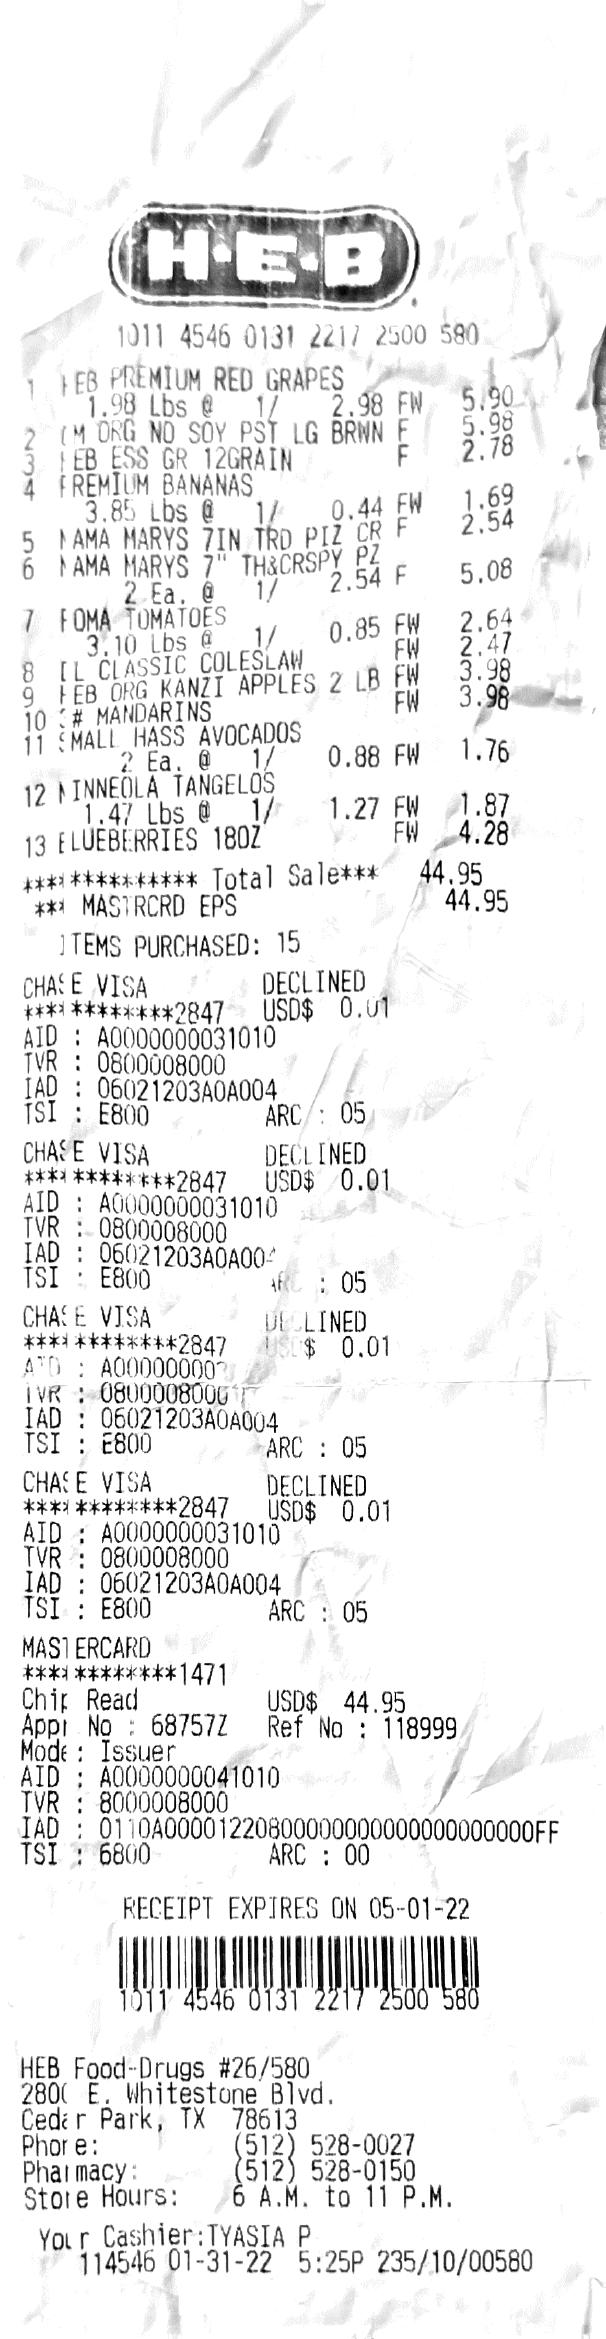 H-E-B
1011 4546 0131 2217 2500 580
1 HEB PREMIUM RED GRAPES
1.98 Lbs @ 1/ 2.98 FW 5.90
2 CM ORG NO SOY PST LG BRWN F 5.98
3 HEB ESS GR 12GRAIN F 2.78
4 PREMIUM BANANAS
3.85 Lbs @ 1/ 0.44 FW 1.69
5 MAMA MARYS 7IN TRD PIZ CR F 2.54
6 MAMA MARYS 7" TH&CRSPY PZ
2 Ea. @ 1/ 2.54 F 5.08
7 ROMA TOMATOES
3.10 Lbs @ 1/ 0.85 FW 2.64
8 CLASSIC COLESLAW FW 2.47
9 HEB ORG KANZI APPLES 2 LB FW 3.98
10 3# MANDARINS FW 3.98
11 SMALL HASS AVOCADOS
2 Ea. @ 1/ 0.88 FW 1.76
12 MINNEOLA TANGELOS
1.47 Lbs @ 1/ 1.27 FW 1.87
13 BLUEBERRIES 18OZ FW 4.28
************** Total Sale*** 44.95
*** MASTRCRD EPS 44.95
ITEMS PURCHASED: 15
CHASE VISA DECLINED
************2847 USD$ 0.01
AID : A0000000031010
TVR : 0800008000
IAD : 06021203A0A004
TSI : E800 ARC : 05
CHASE VISA DECLINED
************2847 USD$ 0.01
AID : A0000000031010
TVR : 0800008000
IAD : 06021203A0A004
TSI : E800 ARC : 05
CHASE VISA DECLINED
************2847 USD$ 0.01
AID :
TVR : 0800008000
IAD : 06021203A0A004
TSI : E800 ARC : 05
CHASE VISA DECLINED
************2847 USD$ 0.01
AID : A0000000031010
TVR : 0800008000
IAD : 06021203A0A004
TSI : E800 ARC : 05
MASTERCARD
************1471
Chip Read USD$ 44.95
Appr No : 68757Z Ref No : 118999
Mode : Issuer
AID : A0000000041010
TVR : 8000008000
IAD : 0110A00001220800000000000000000000FF
TSI : 6800 ARC : 00
RECEIPT EXPIRES ON 05-01-22
1011 4546 0131 2217 2500 580
HEB Food-Drugs #26/580
2800 E. Whitestone Blvd.
Cedar Park, TX 78613
Phone: (512) 528-0027
Pharmacy: (512) 528-0150
Store Hours: 6 A.M. to 11 P.M.
Your Cashier:TYASIA P
114546 01-31-22 5:25P 235/10/00580